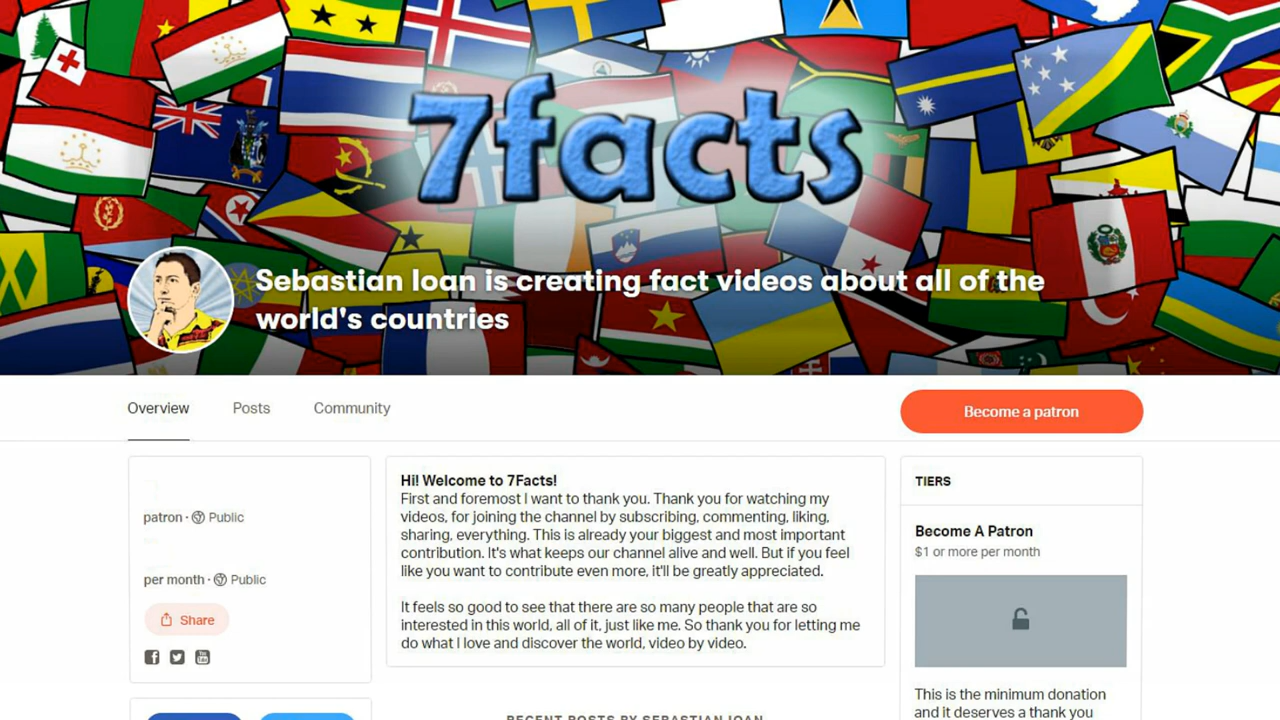 7facts
Sebastian Ioan is creating fact videos about all of the
world's countries
Overview
Posts
Community
Become a patron
patron · Public
per month · Public
Share
Hi! Welcome to 7Facts!
First and foremost I want to thank you. Thank you for watching my
videos, for joining the channel by subscribing, commenting, liking,
sharing, everything. This is already your biggest and most important
contribution. It's what keeps our channel alive and well. But if you feel
like you want to contribute even more, it'll be greatly appreciated.
It feels so good to see that there are so many people that are so
interested in this world, all of it, just like me. So thank you for letting me
do what I love and discover the world, video by video.
RECENT POSTS BY SEBASTIAN IOAN
TIERS
Become A Patron
$1 or more per month
This is the minimum donation
and it deserves a thank you